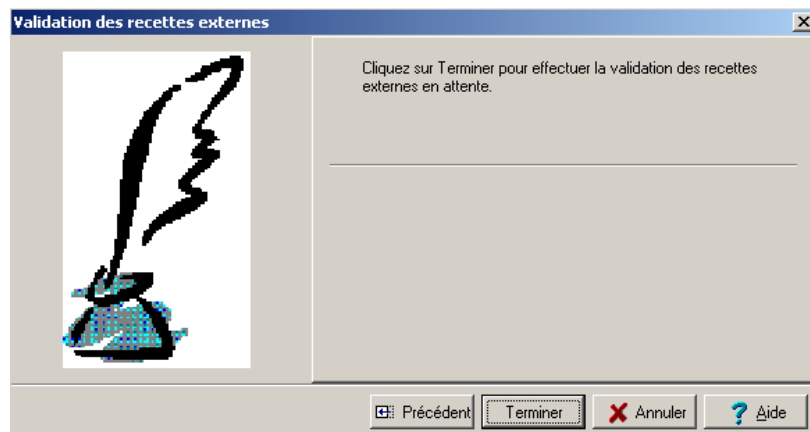 Validation des recettes externes
Cliquez sur Terminer pour effectuer la validation des recettes
externes en attente.
Précédent Terminer Annuler Aide